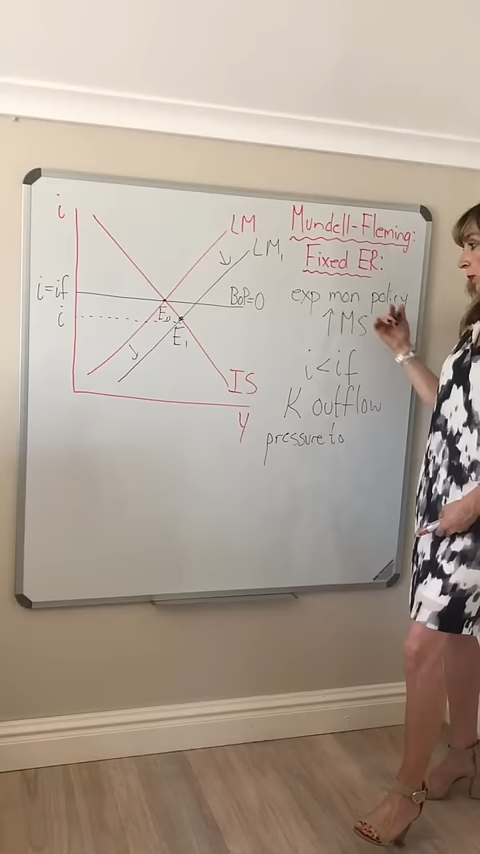 Mundell-Fleming:
Fixed ER:
exp mon policy
↑MS
i<if
K outflow
pressure to
i
LM
LM₁
i=if
BoP=0
i
E₀
E₁
IS
Y